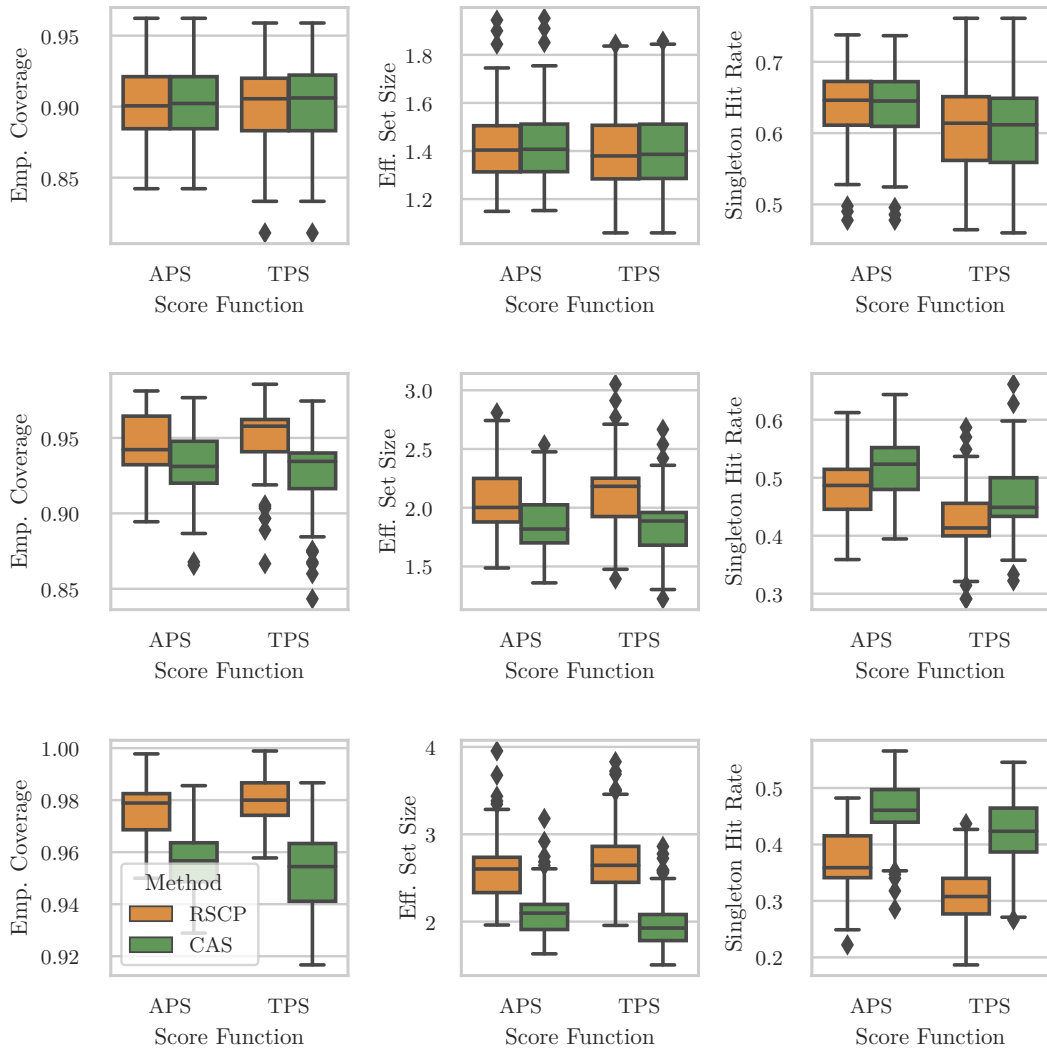 Emp. Coverage
0.95
0.90
0.85
APS
TPS
Score Function
Eff. Set Size
1.8
1.6
1.4
1.2
APS
TPS
Score Function
Singleton Hit Rate
0.7
0.6
0.5
APS
TPS
Score Function
Emp. Coverage
0.95
0.90
0.85
APS
TPS
Score Function
Eff. Set Size
3.0
2.5
2.0
1.5
APS
TPS
Score Function
Singleton Hit Rate
0.6
0.5
0.4
0.3
APS
TPS
Score Function
Emp. Coverage
1.00
0.98
0.96
0.94
0.92
Method
RSCP
CAS
APS
TPS
Score Function
Eff. Set Size
4
3
2
APS
TPS
Score Function
Singleton Hit Rate
0.5
0.4
0.3
0.2
APS
TPS
Score Function